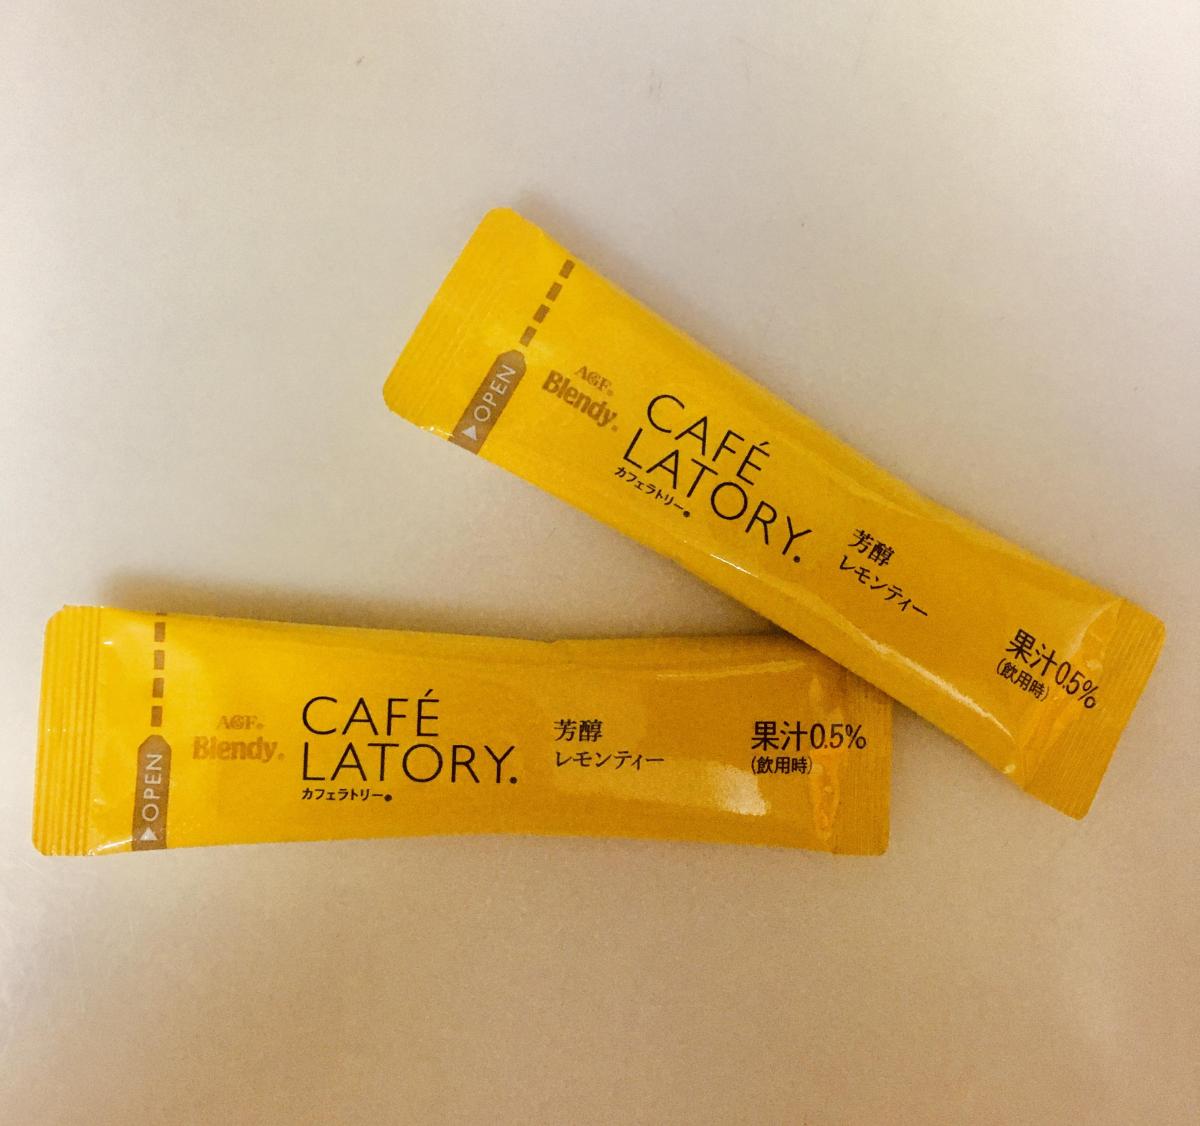 ▶OPEN
AGF®
Blendy®
CAFÉ
LATORY.
カフェラトリー®
芳醇
レモンティー
果汁0.5%
(飲用時)
▶OPEN
AGF®
Blendy®
CAFÉ
LATORY.
カフェラトリー®
芳醇
レモンティー
果汁0.5%
(飲用時)